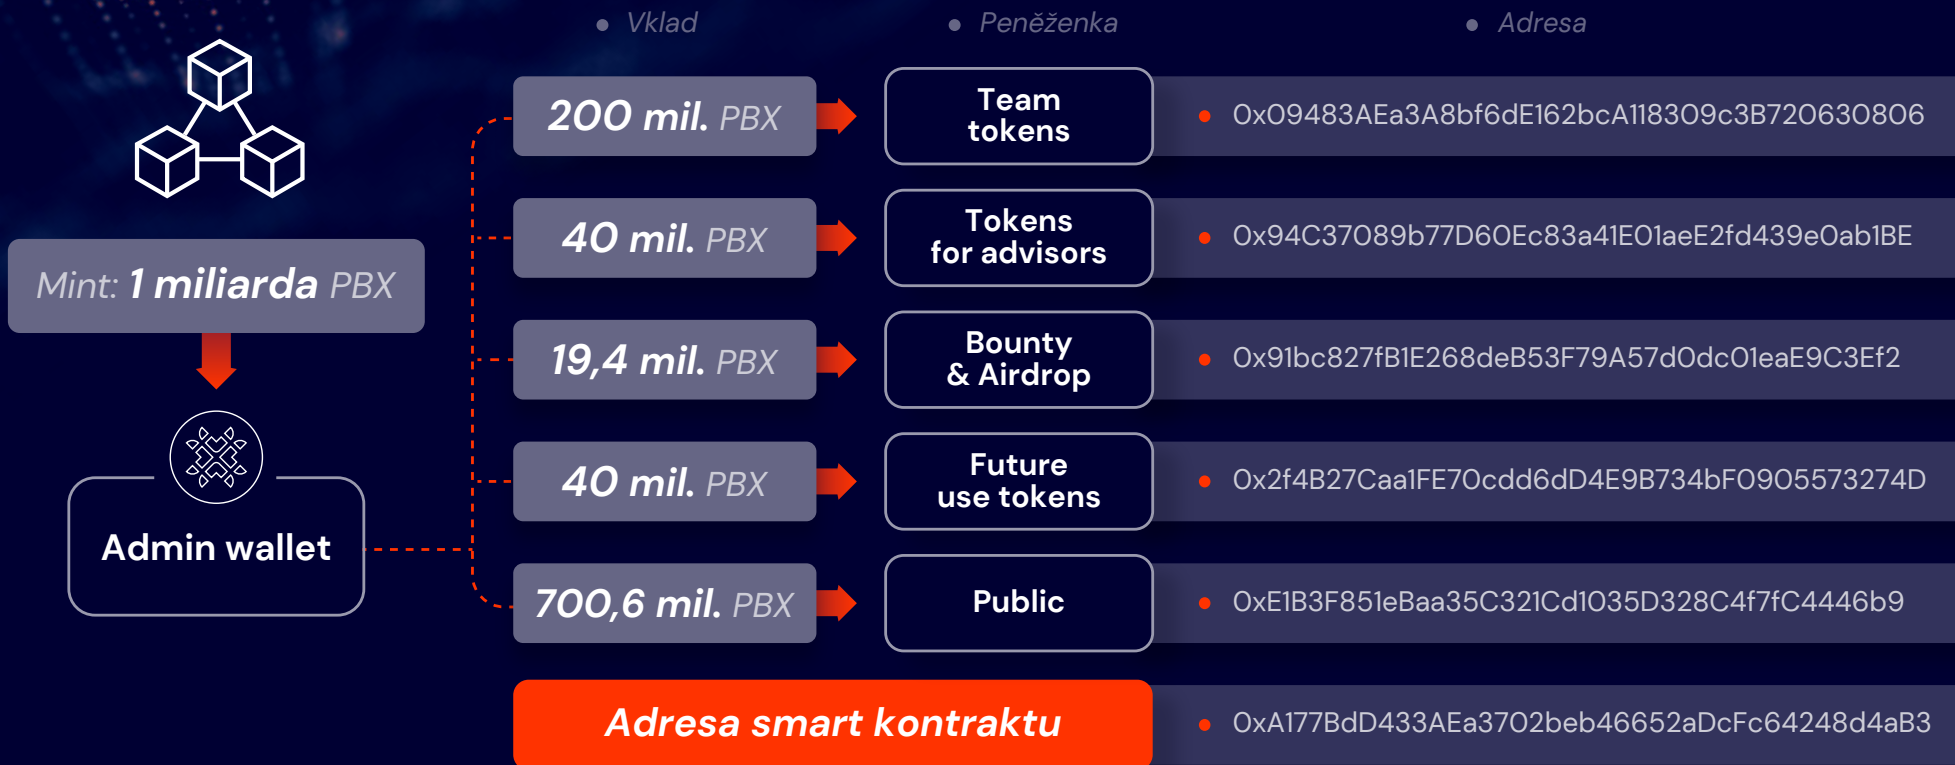 Vklad
Peněženka
Adresa
Mint: 1 miliarda PBX
Admin wallet
200 mil. PBX
Team
tokens
0x09483AEa3A8bf6dE162bcA118309c3B720630806
40 mil. PBX
Tokens
for advisors
0x94C37089b77D60Ec83a41E01aeE2fd439e0ab1BE
19,4 mil. PBX
Bounty
& Airdrop
0x91bc827fB1E268deB53F79A57d0dc01eaE9C3Ef2
40 mil. PBX
Future
use tokens
0x2f4B27Caa1FE70cdd6dD4E9B734bF0905573274D
700,6 mil. PBX
Public
0xE1B3F851eBaa35C321Cd1035D328C4f7fC4446b9
Adresa smart kontraktu
0xA177BdD433AEa3702beb46652aDcFc64248d4aB3